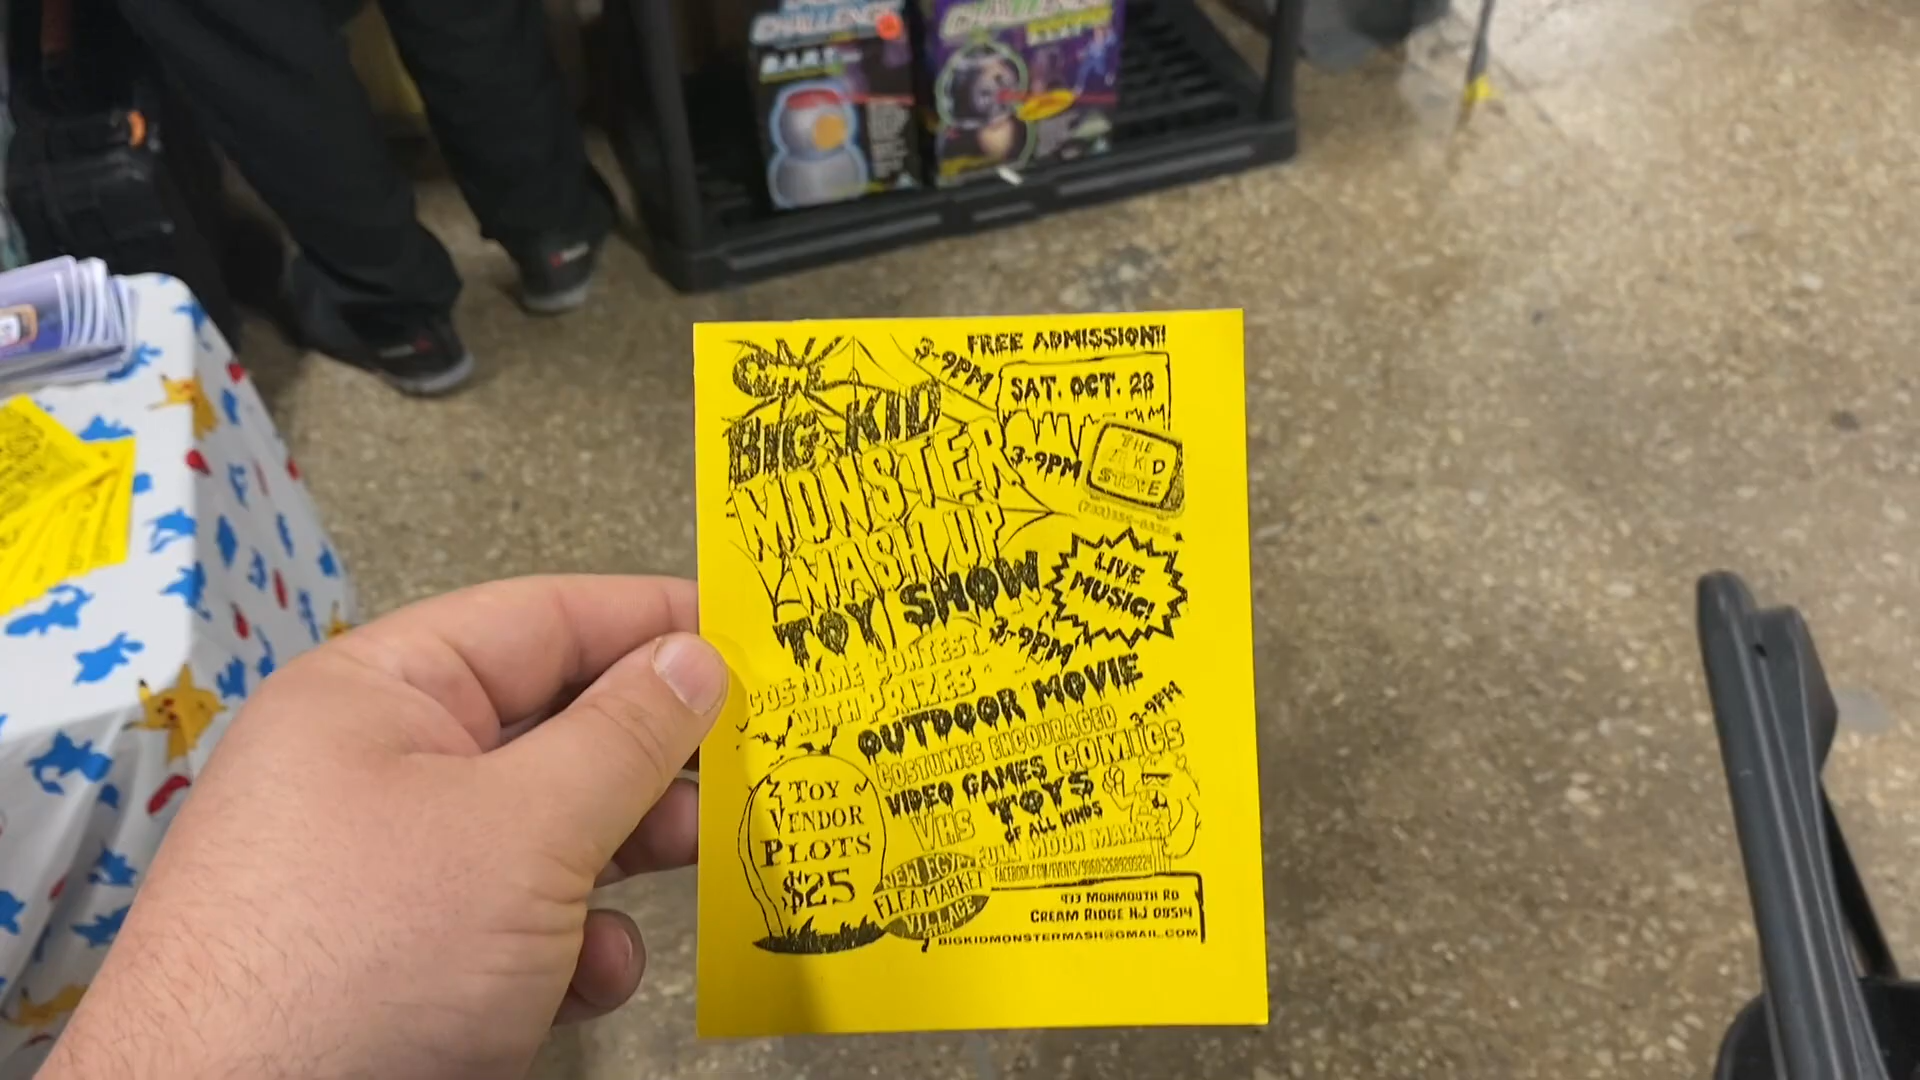 CHALLENGE
B.A.R.T.
CHALLENGE
FREE ADMISSION!!
3-9PM
SAT. OCT. 28
BIG KID
MONSTER
MASH UP
TOY SHOW
3-9PM
THE
KID
STOVE
LIVE
MUSIC!
3-9PM
COSTUME CONTEST
WITH PRIZES
OUTDOOR MOVIE
3-9PM
COSTUMES ENCOURAGED
VIDEO GAMES COMICS
VHS TOYS
OF ALL KINDS
FULL MOON MARKET
TOY
VENDOR
PLOTS
$25
NEW EGYPT
FLEA MARKET
VILLAGE
MONMOUTH RD
CREAM RIDGE NJ 08514
BIGKIDMONSTERMASH@GMAIL.COM